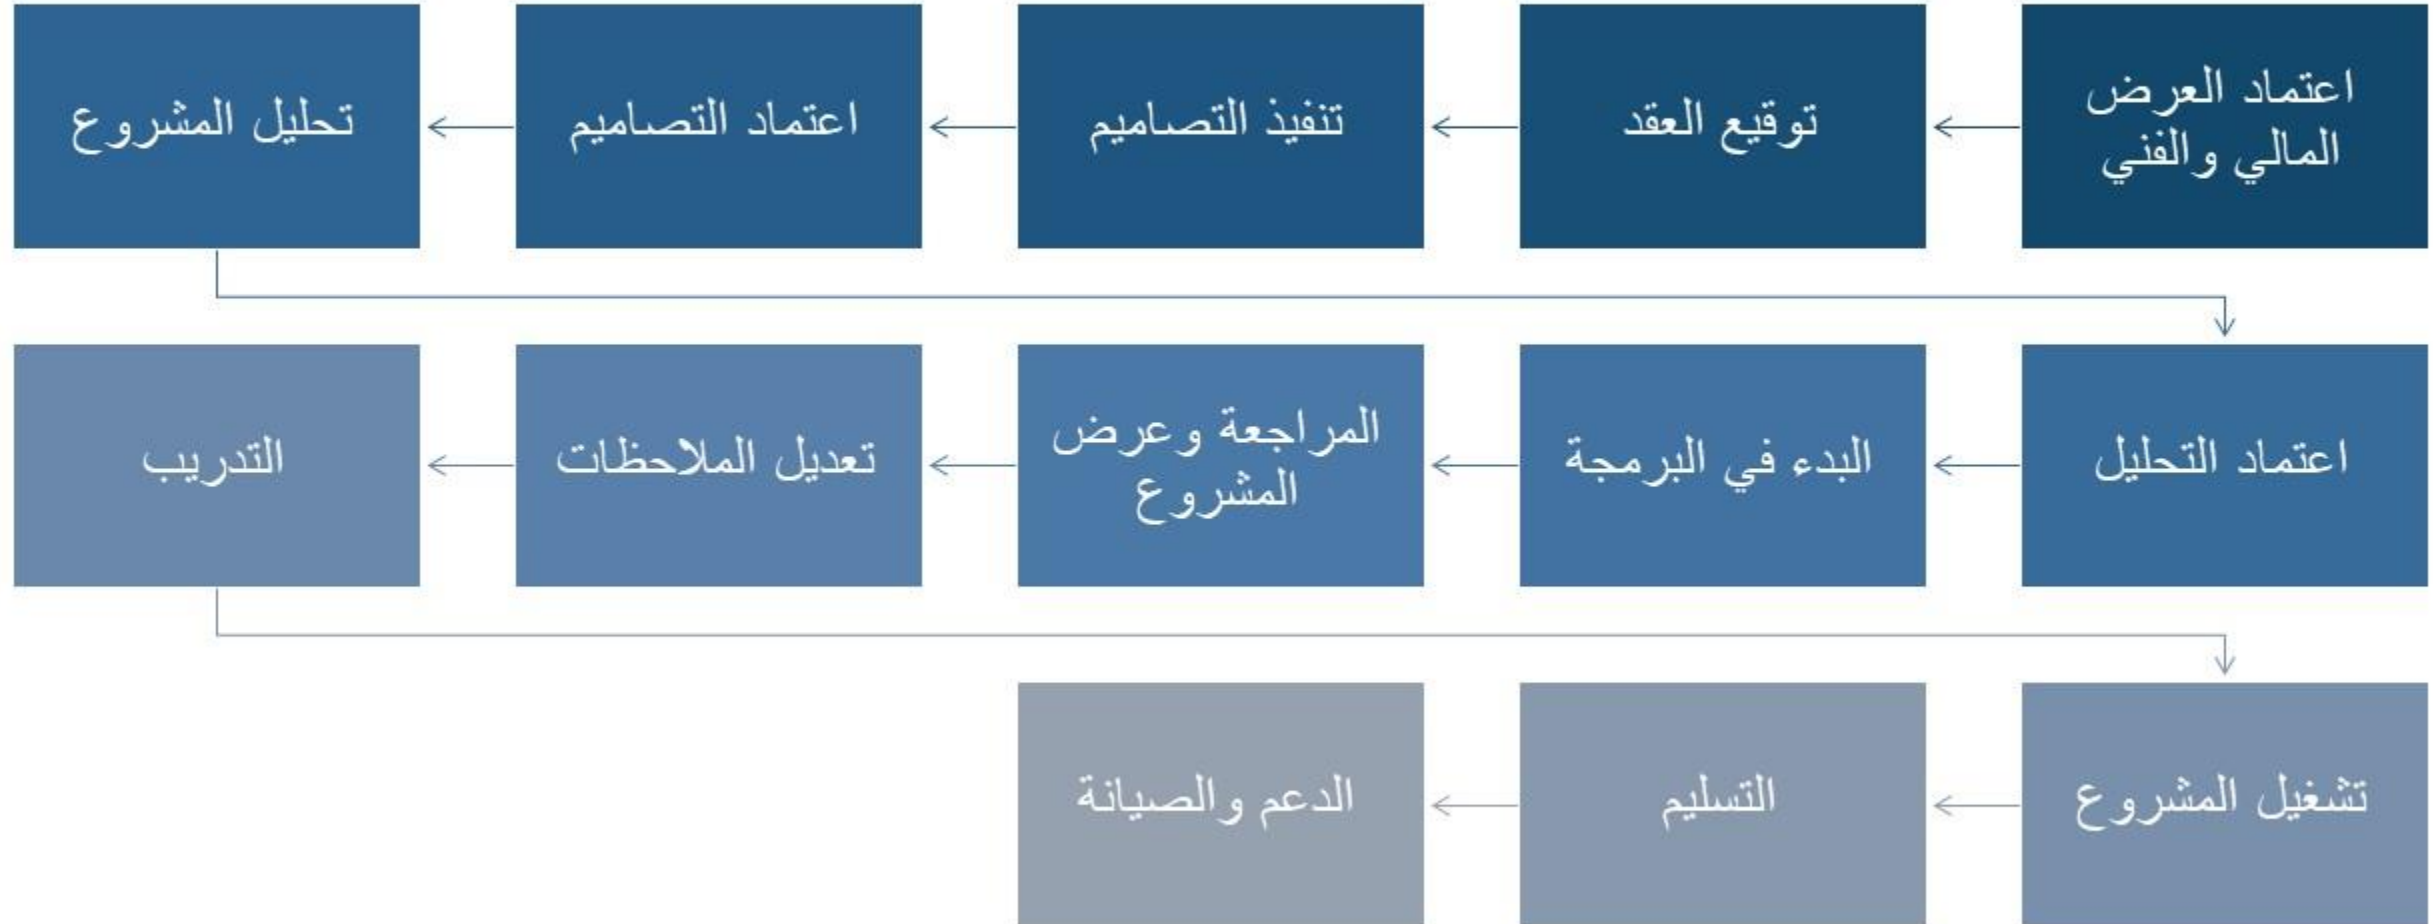 اعتماد العرض
المالي والفني
توقيع العقد
تنفيذ التصاميم
اعتماد التصاميم
تحليل المشروع
اعتماد التحليل
البدء في البرمجة
المراجعة وعرض
المشروع
تعديل الملاحظات
التدريب
تشغيل المشروع
التسليم
الدعم والصيانة